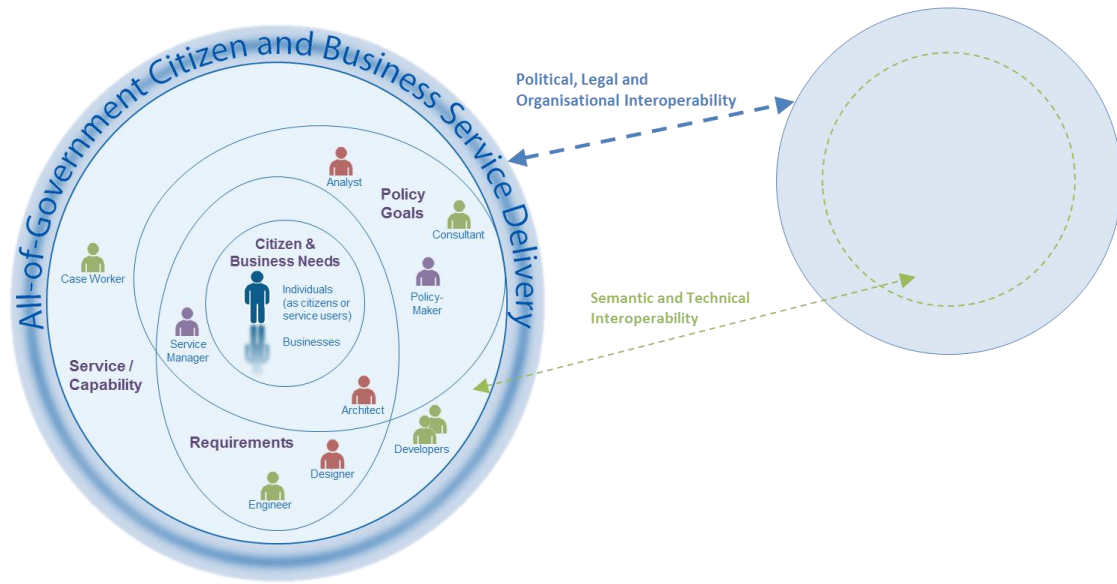 All-of-Government Citizen and Business Service Delivery
Political, Legal and
Organisational Interoperability
Analyst
Policy
Goals
Consultant
Citizen &
Business Needs
Case Worker
Individuals
(as citizens or
service users)
Policy-
Maker
Semantic and Technical
Interoperability
Businesses
Service
Manager
Service /
Capability
Architect
Requirements
Developers
Designer
Engineer